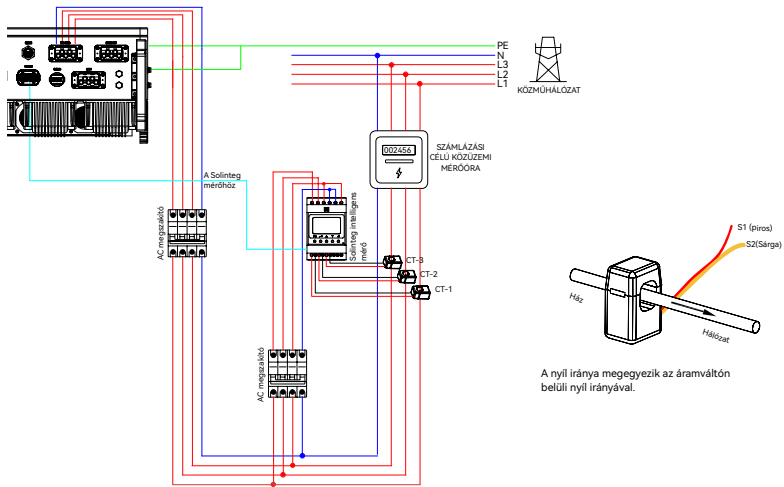 PE
N
L3
L2
L1
KÖZMŰHÁLÓZAT
002456
SZÁMLÁZÁSI
CÉLÚ KÖZÜZEMI
MÉRŐÓRA
A Solinteg
mérőhöz
AC megszakító
Solinteg intelligens
mérő
CT-3
CT-2
CT-1
AC megszakító
S1 (piros)
S2(Sárga)
Ház
Hálózat
A nyíl iránya megegyezik az áramváltón
belüli nyíl irányával.